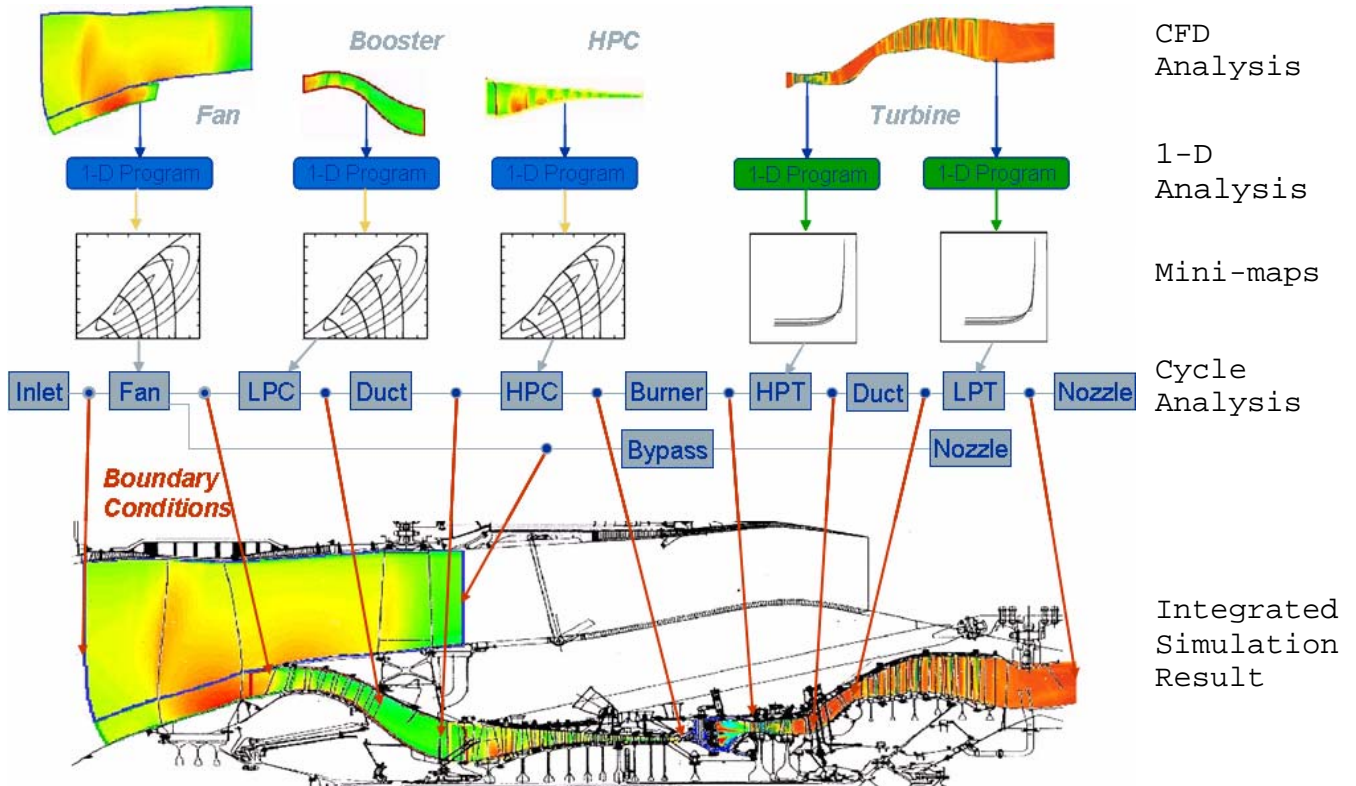 Booster
HPC
CFD
Analysis
Fan
Turbine
1-D Program
1-D Program
1-D Program
1-D Program
1-D Program
1-D
Analysis
Mini-maps
Inlet
Fan
LPC
Duct
HPC
Burner
HPT
Duct
LPT
Nozzle
Cycle
Analysis
Bypass
Nozzle
Boundary
Conditions
Integrated
Simulation
Result